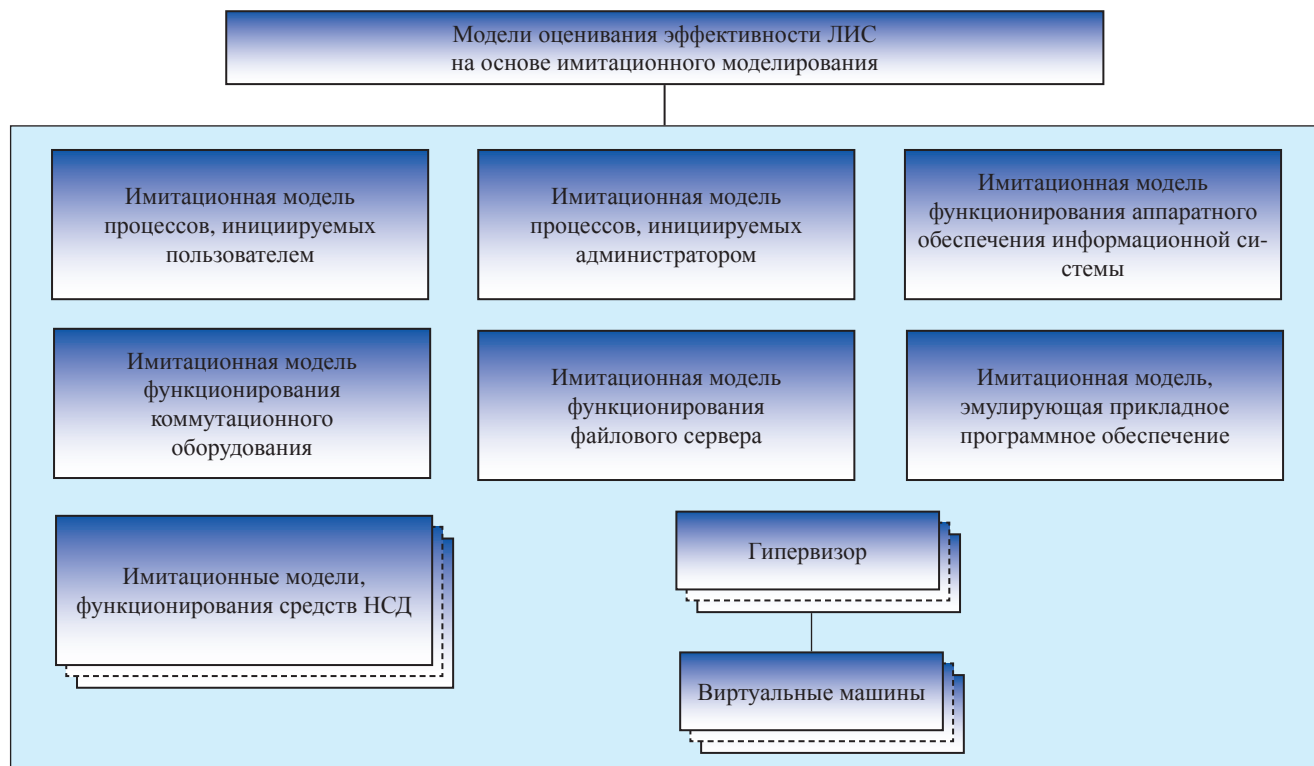 Модели оценивания эффективности ЛИС
на основе имитационного моделирования
Имитационная модель
процессов, инициируемых
пользователем
Имитационная модель
процессов, инициируемых
администратором
Имитационная модель
функционирования аппаратного
обеспечения информационной си-
стемы
Имитационная модель
функционирования
коммутационного
оборудования
Имитационная модель
функционирования
файлового сервера
Имитационная модель,
эмулирующая прикладное
программное обеспечение
Имитационные модели,
функционирования средств НСД
Гипервизор
Виртуальные машины